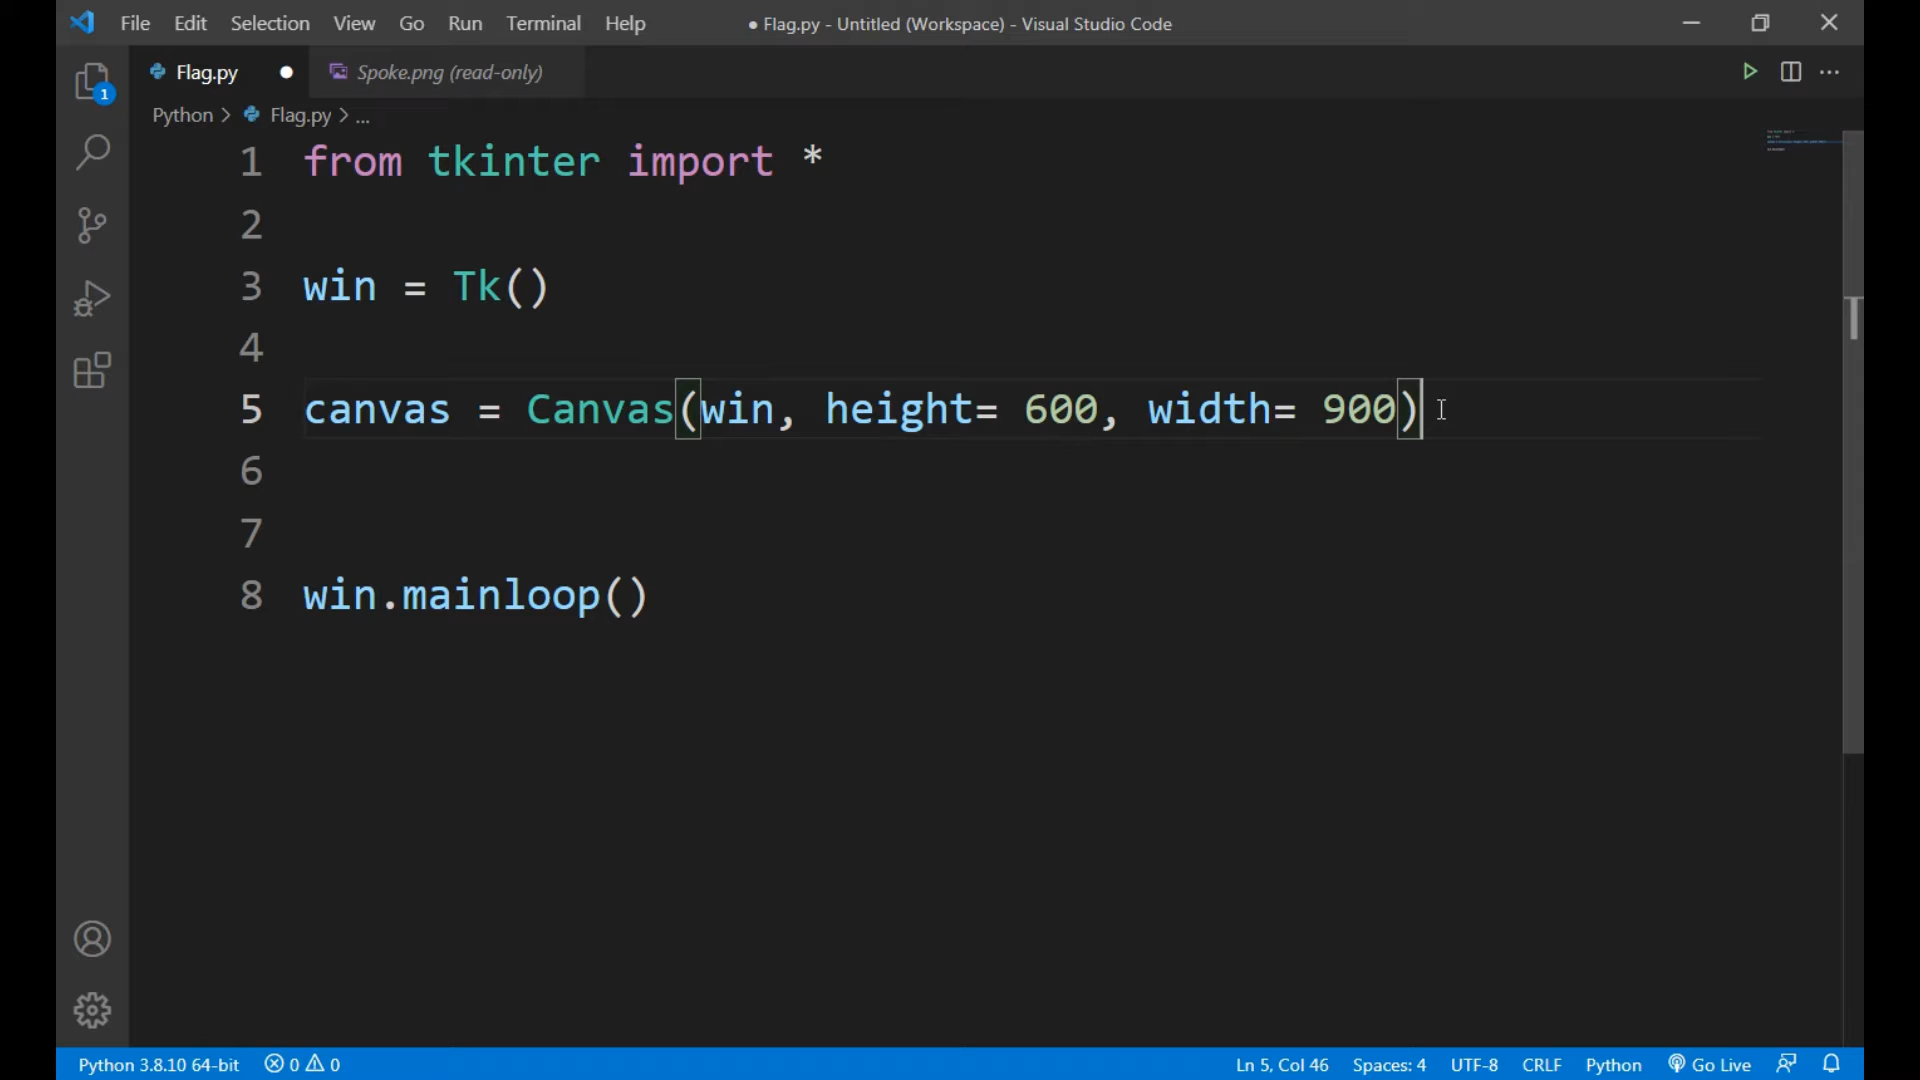 File Edit Selection View Go Run Terminal Help ● Flag.py - Untitled (Workspace) - Visual Studio Code
Flag.py ● Spoke.png (read-only)
1
Python > Flag.py > ...
1 from tkinter import *
2
3 win = Tk()
4
5 canvas = Canvas(win, height= 600, width= 900)
6
7
8 win.mainloop()
Python 3.8.10 64-bit 0 0 Ln 5, Col 46 Spaces: 4 UTF-8 CRLF Python Go Live